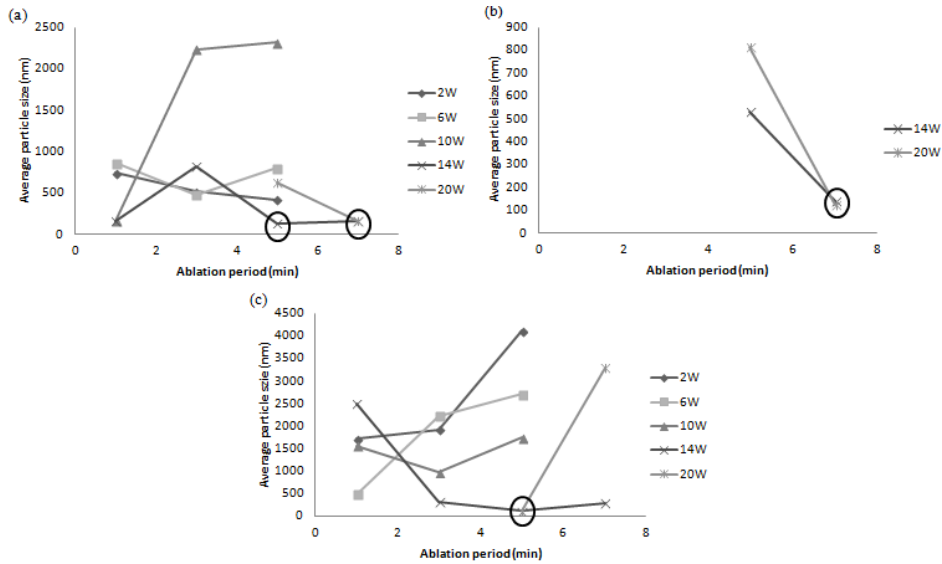 (a)
2500
2000
1500
1000
500
0
Average particle size (nm)
0 2 4 6 8
Ablation period (min)
2W
6W
10W
14W
20W
(b)
900
800
700
600
500
400
300
200
100
0
Average particle size (nm)
0 2 4 6 8
Ablation period (min)
14W
20W
(c)
4500
4000
3500
3000
2500
2000
1500
1000
500
0
Average particle szie (nm)
0 2 4 6 8
Ablation period (min)
2W
6W
10W
14W
20W